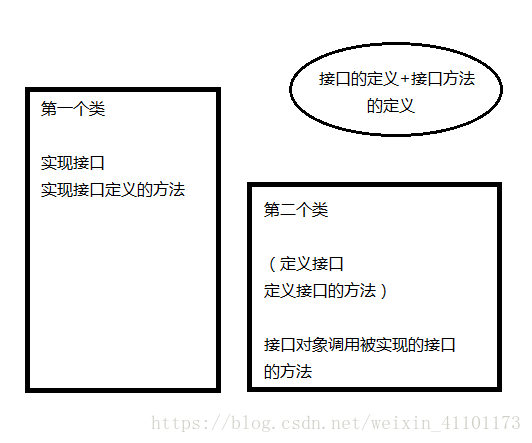 接口的定义+接口方法
的定义
第一个类
实现接口
实现接口定义的方法
第二个类
（定义接口
定义接口的方法）
接口对象调用被实现的接口
的方法
https://blog.csdn.net/weixin_41101173